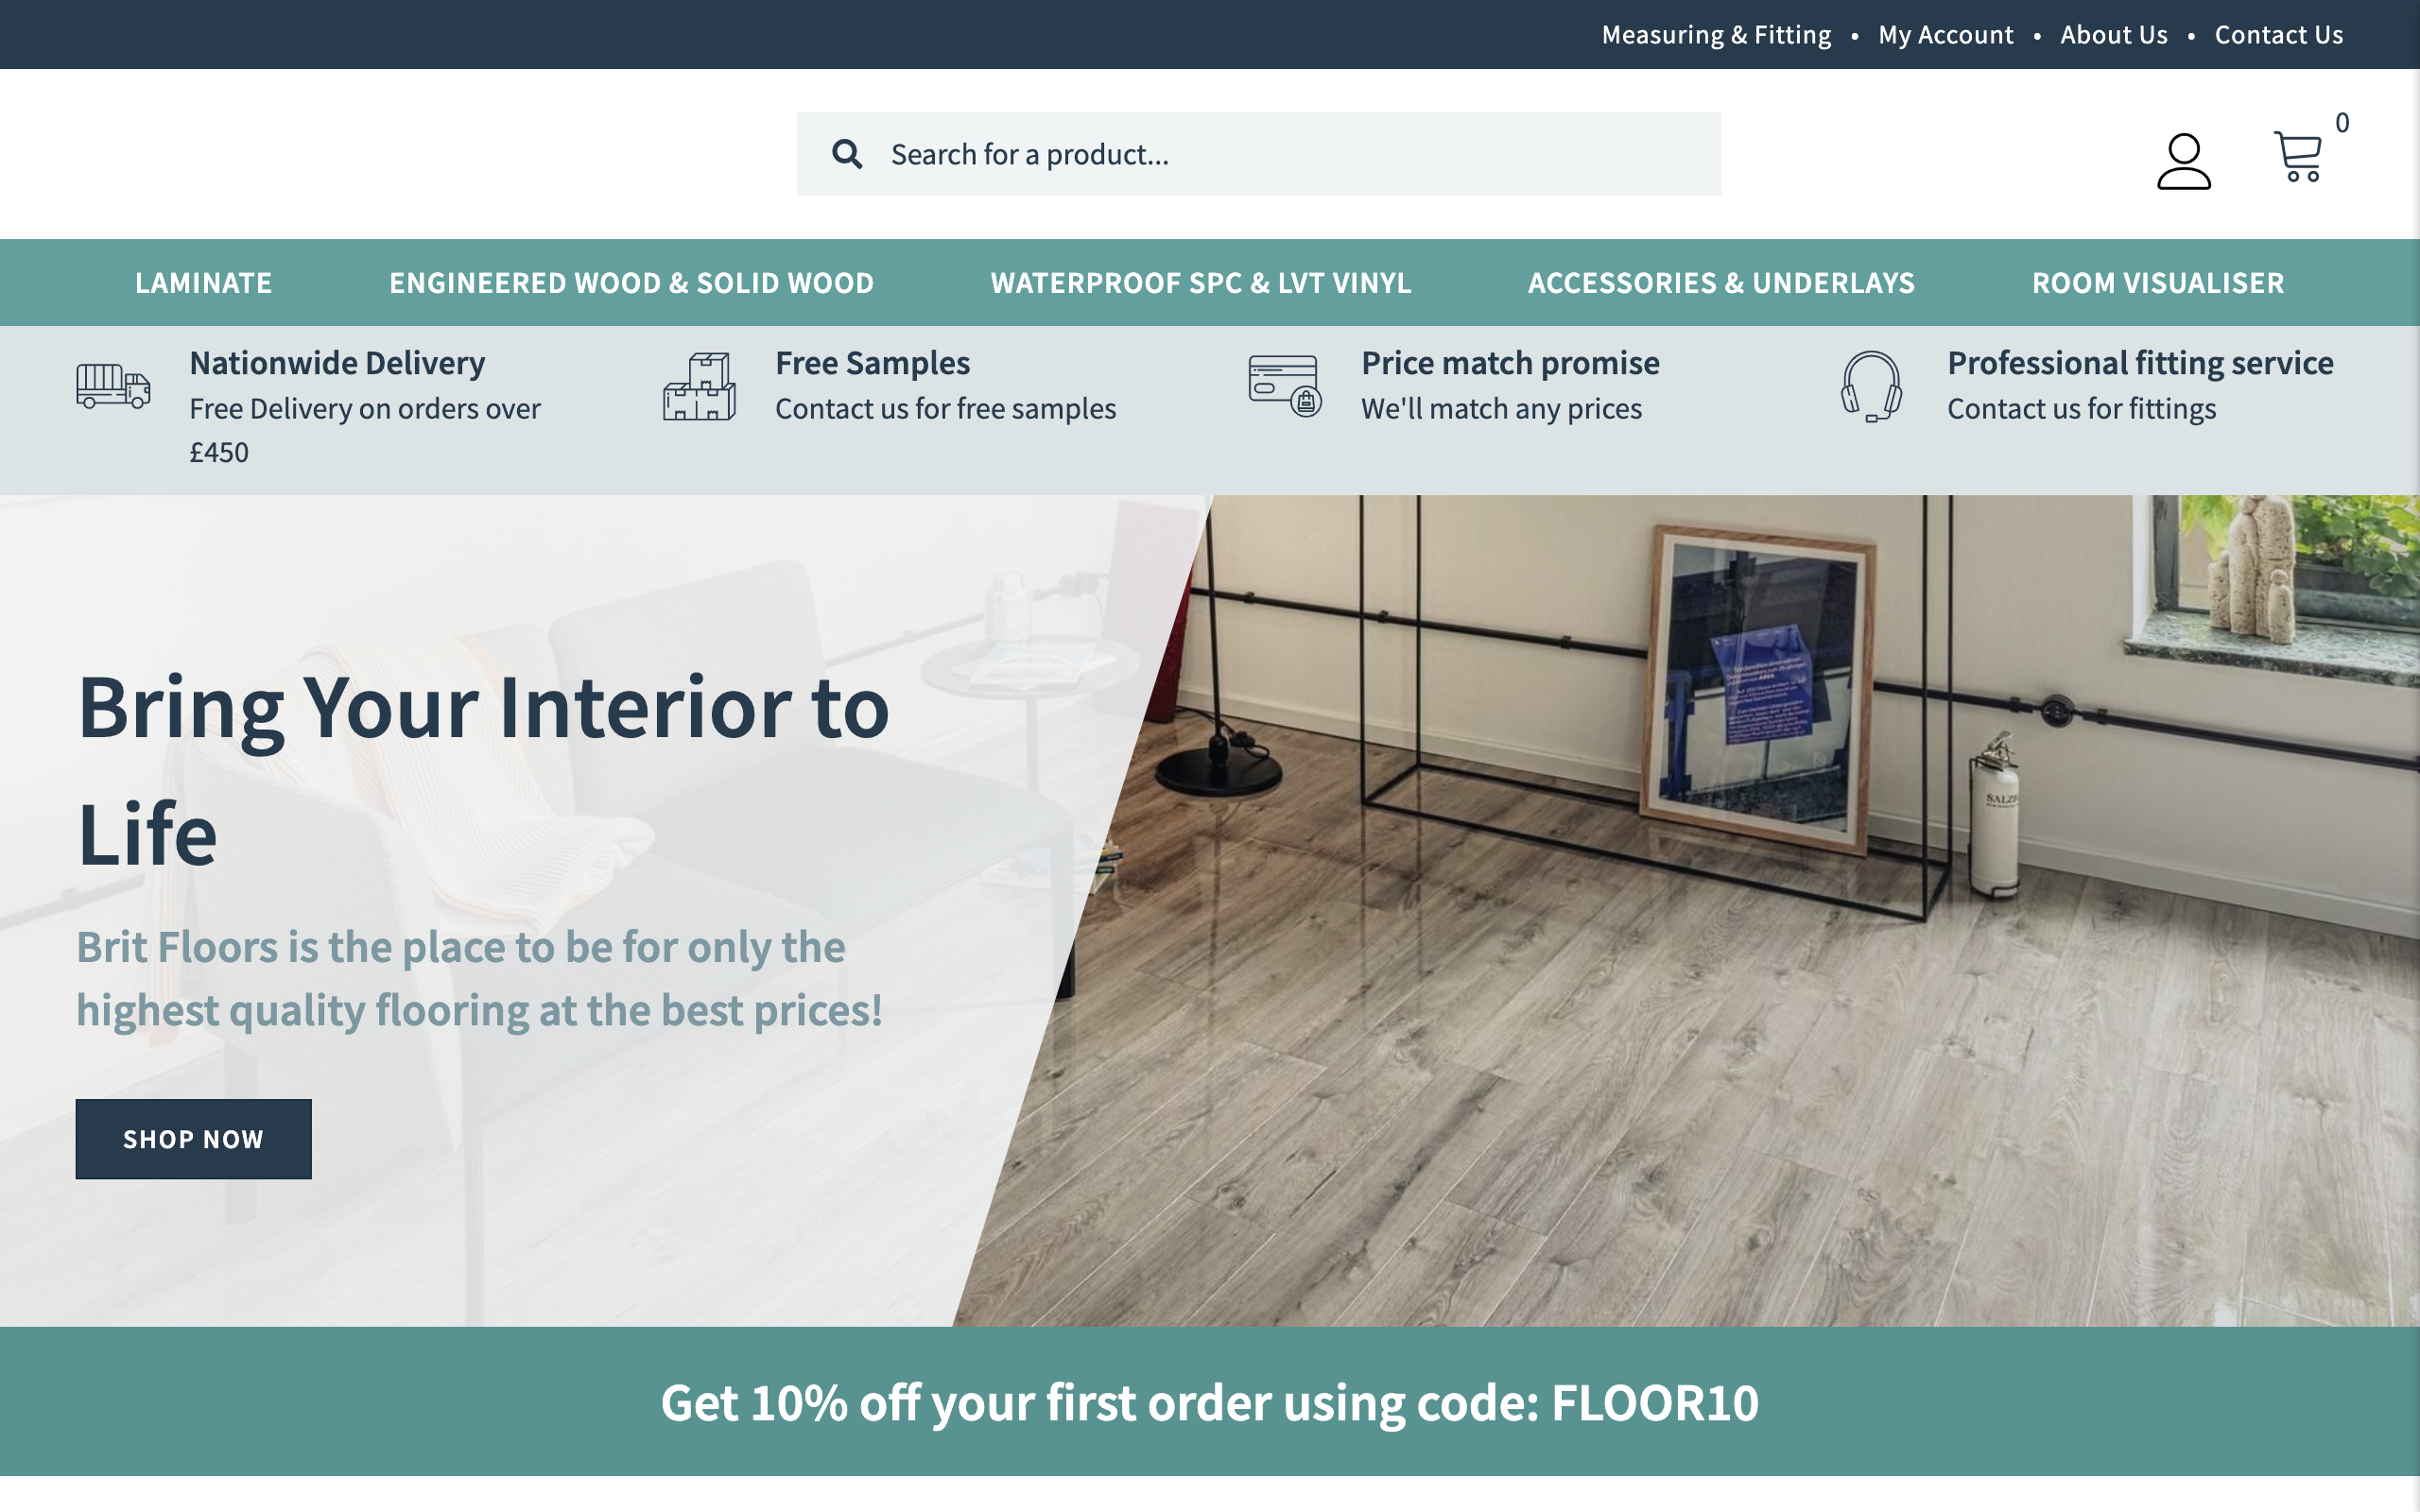 Measuring & Fitting • My Account • About Us • Contact Us
Search for a product...
0
LAMINATE ENGINEERED WOOD & SOLID WOOD WATERPROOF SPC & LVT VINYL ACCESSORIES & UNDERLAYS ROOM VISUALISER
Nationwide Delivery
Free Delivery on orders over
£450
Free Samples
Contact us for free samples
Price match promise
We'll match any prices
Professional fitting service
Contact us for fittings
Bring Your Interior to
Life
Brit Floors is the place to be for only the
highest quality flooring at the best prices!
SHOP NOW
Get 10% off your first order using code: FLOOR10